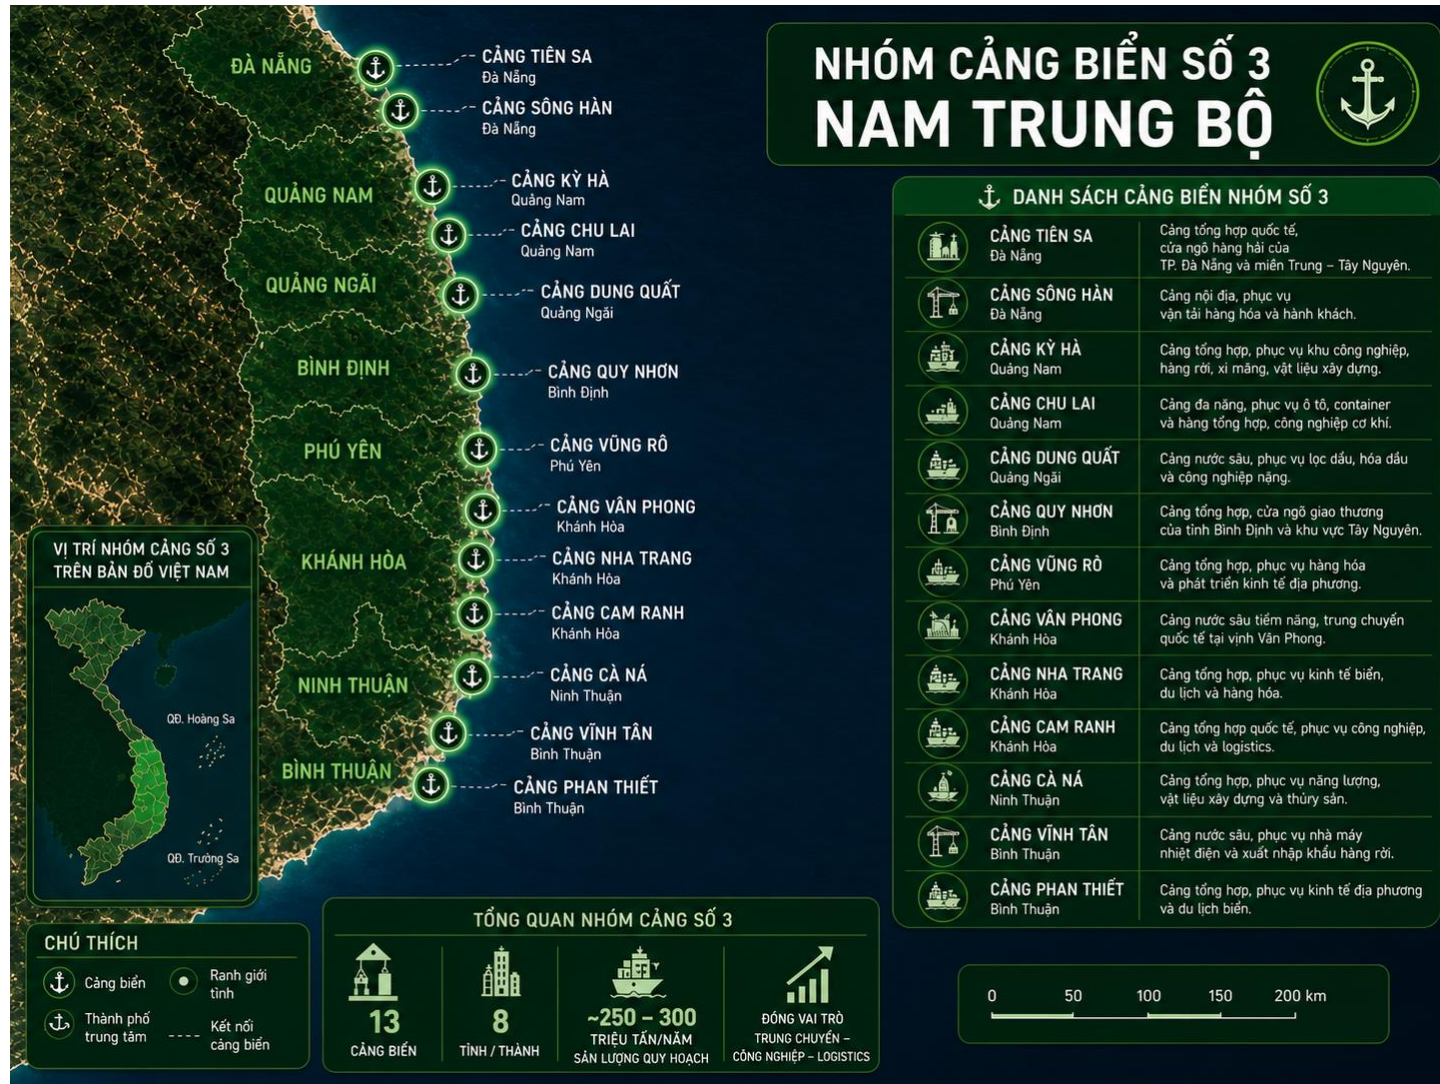 NHÓM CẢNG BIỂN SỐ 3
NAM TRUNG BỘ
ĐÀ NẴNG
QUẢNG NAM
QUẢNG NGÃI
BÌNH ĐỊNH
PHÚ YÊN
KHÁNH HÒA
NINH THUẬN
BÌNH THUẬN
CẢNG TIÊN SA
Đà Nẵng
CẢNG SÔNG HÀN
Đà Nẵng
CẢNG KỲ HÀ
Quảng Nam
CẢNG CHU LAI
Quảng Nam
CẢNG DUNG QUẤT
Quảng Ngãi
CẢNG QUY NHƠN
Bình Định
CẢNG VŨNG RÔ
Phú Yên
CẢNG VÂN PHONG
Khánh Hòa
CẢNG NHA TRANG
Khánh Hòa
CẢNG CAM RANH
Khánh Hòa
CẢNG CÀ NÁ
Ninh Thuận
CẢNG VĨNH TÂN
Bình Thuận
CẢNG PHAN THIẾT
Bình Thuận
DANH SÁCH CẢNG BIỂN NHÓM SỐ 3
CẢNG TIÊN SA
Đà Nẵng
Cảng tổng hợp quốc tế,
cửa ngõ hàng hải của
TP. Đà Nẵng và miền Trung – Tây Nguyên.
CẢNG SÔNG HÀN
Đà Nẵng
Cảng nội địa, phục vụ
vận tải hàng hóa và hành khách.
CẢNG KỲ HÀ
Quảng Nam
Cảng tổng hợp, phục vụ khu công nghiệp,
hàng rời, xi măng, vật liệu xây dựng.
CẢNG CHU LAI
Quảng Nam
Cảng đa năng, phục vụ ô tô, container
và hàng tổng hợp, công nghiệp cơ khí.
CẢNG DUNG QUẤT
Quảng Ngãi
Cảng nước sâu, phục vụ lọc dầu, hóa dầu
và công nghiệp nặng.
CẢNG QUY NHƠN
Bình Định
Cảng tổng hợp, cửa ngõ giao thương
của tỉnh Bình Định và khu vực Tây Nguyên.
CẢNG VŨNG RÔ
Phú Yên
Cảng tổng hợp, phục vụ hàng hóa
và phát triển kinh tế địa phương.
CẢNG VÂN PHONG
Khánh Hòa
Cảng nước sâu tiềm năng, trung chuyển
quốc tế tại vịnh Vân Phong.
CẢNG NHA TRANG
Khánh Hòa
Cảng tổng hợp, phục vụ kinh tế biển,
du lịch và hàng hóa.
CẢNG CAM RANH
Khánh Hòa
Cảng tổng hợp quốc tế, phục vụ công nghiệp,
du lịch và logistics.
CẢNG CÀ NÁ
Ninh Thuận
Cảng tổng hợp, phục vụ năng lượng,
vật liệu xây dựng và thủry sản.
CẢNG VĨNH TÂN
Bình Thuận
Cảng nước sâu, phục vụ nhà máy
nhiệt điện và xuất nhập khẩu hàng rời.
CẢNG PHAN THIẾT
Bình Thuận
Cảng tổng hợp, phục vụ kinh tế địa phương
và du lịch biển.
VỊ TRÍ NHÓM CẢNG SỐ 3
TRÊN BẢN ĐỒ VIỆT NAM
QĐ. Hoàng Sa
QĐ. Trường Sa
CHÚ THÍCH
Cảng biển
Ranh giới
tỉnh
Thành phố
trung tâm
Kết nối
cảng biển
TỔNG QUAN NHÓM CẢNG SỐ 3
13
CẢNG BIỂN
8
TỈNH / THÀNH
~250 – 300
TRIỆU TẤN/NĂM
SẢN LƯỢNG QUY HOẠCH
ĐÓNG VAI TRÒ
TRUNG CHUYỂN –
CÔNG NGHIỆP – LOGISTICS
0 50 100 150 200 km